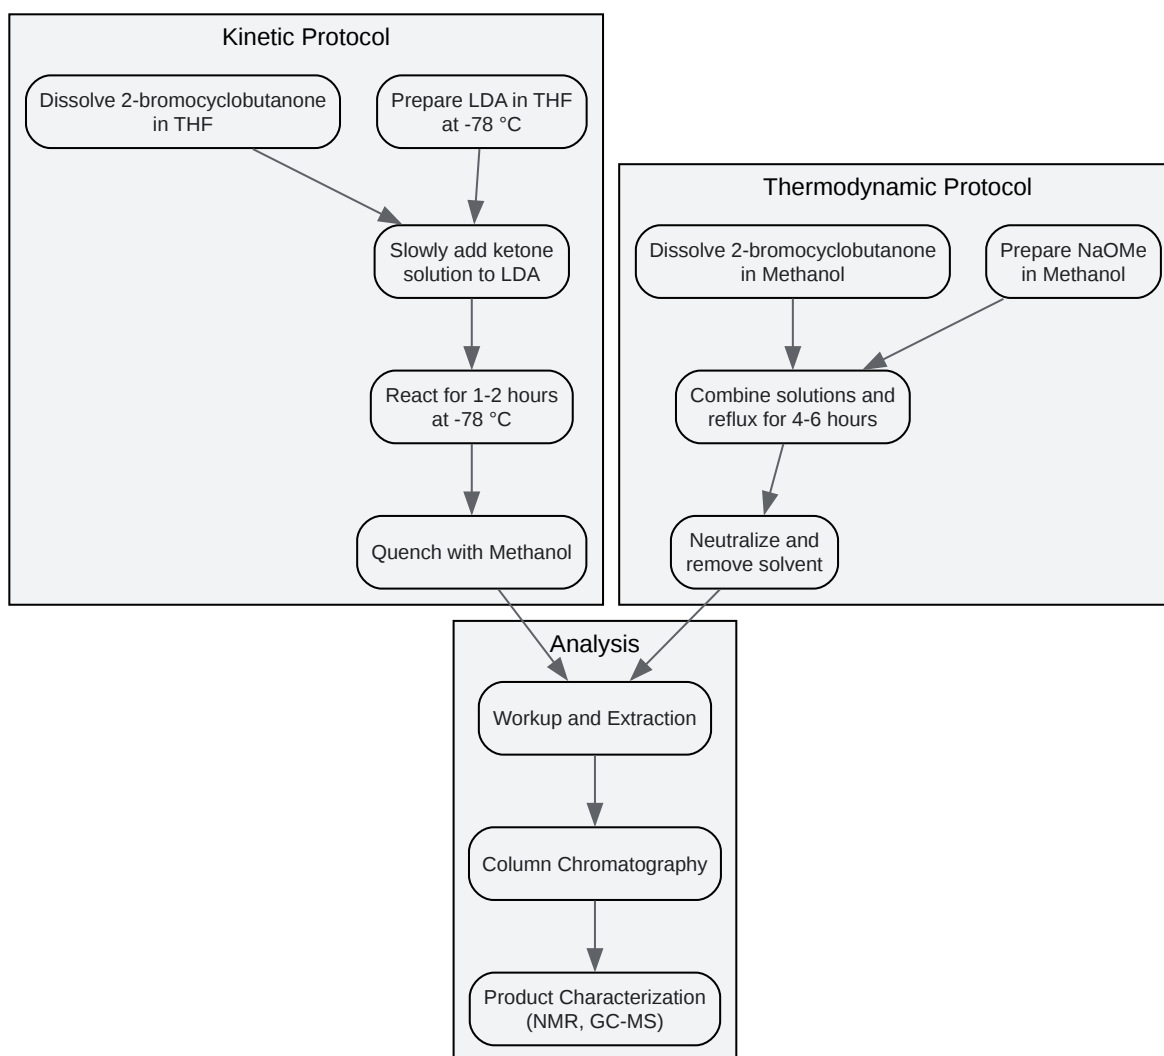 Kinetic Protocol
Dissolve 2-bromocyclobutanone
in THF
Prepare LDA in THF
at -78 °C
Slowly add ketone
solution to LDA
React for 1-2 hours
at -78 °C
Quench with Methanol
Thermodynamic Protocol
Dissolve 2-bromocyclobutanone
in Methanol
Prepare NaOMe
in Methanol
Combine solutions and
reflux for 4-6 hours
Neutralize and
remove solvent
Analysis
Workup and Extraction
Column Chromatography
Product Characterization
(NMR, GC-MS)